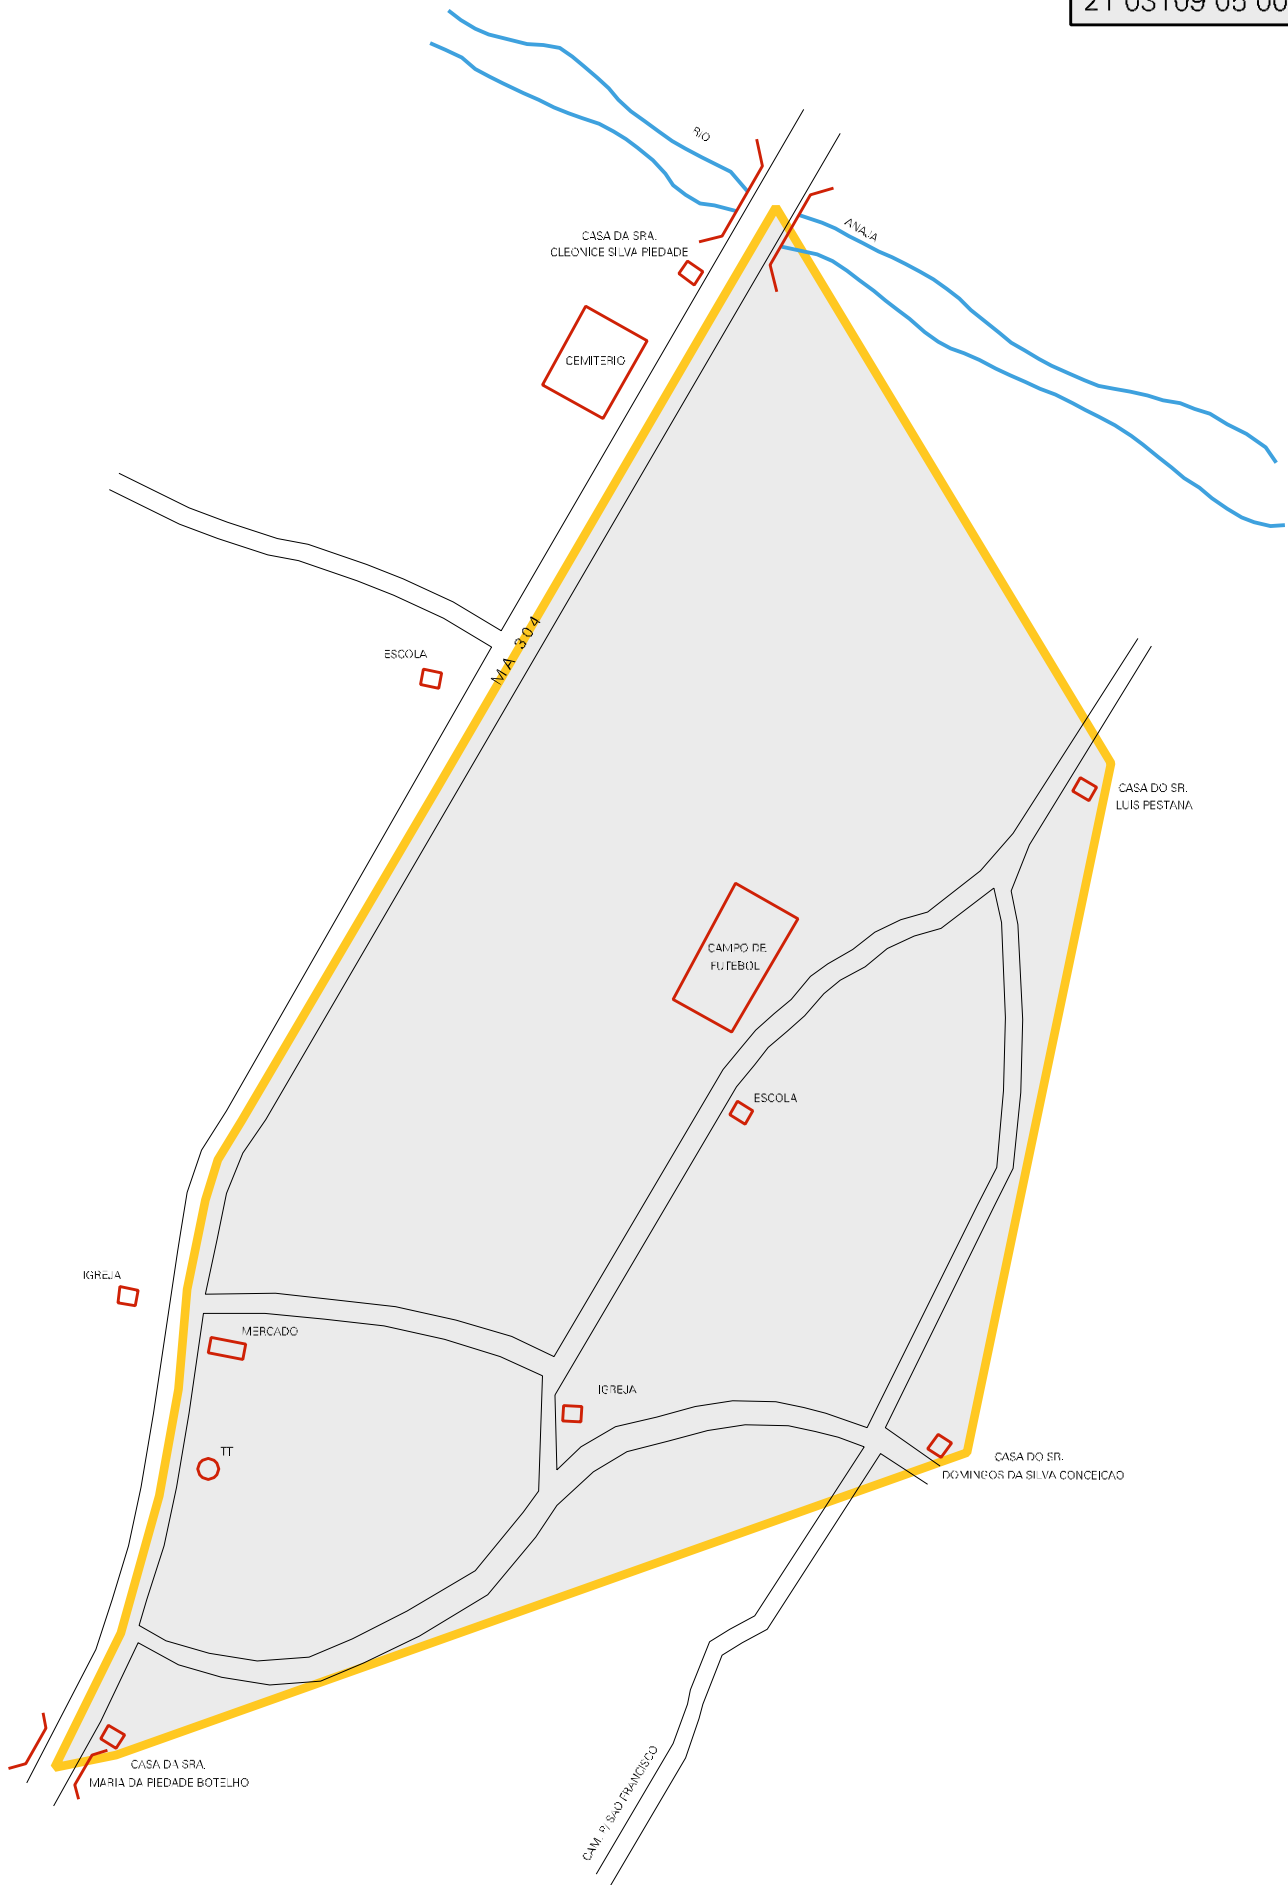 21 03109 05 00
RIO
ANAJA
CASA DA SRA.
CLEONICE SILVA PIEDADE
CEMITERIO
MA 304
ESCOLA
CASA DO SR.
LUIS PESTANA
CAMPO DE
FUTEBOL
ESCOLA
IGREJA
MERCADO
IGREJA
TT
CASA DO SR.
DOMINGOS DA SILVA CONCEICAO
CASA DA SRA.
MARIA DA PIEDADE BOTELHO
CAM. P/ SAO FRANCISCO